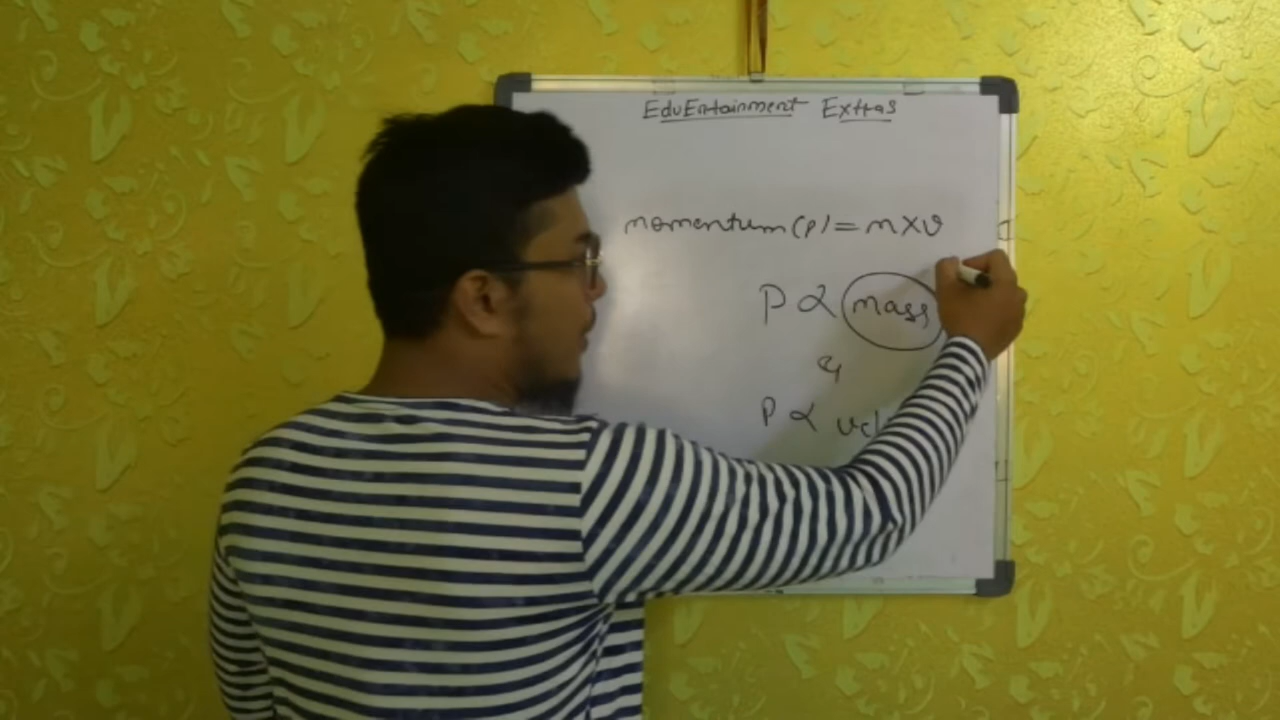 EduEntainment Extras
momentum (p) = m×v
P ∝ mass
&
P ∝